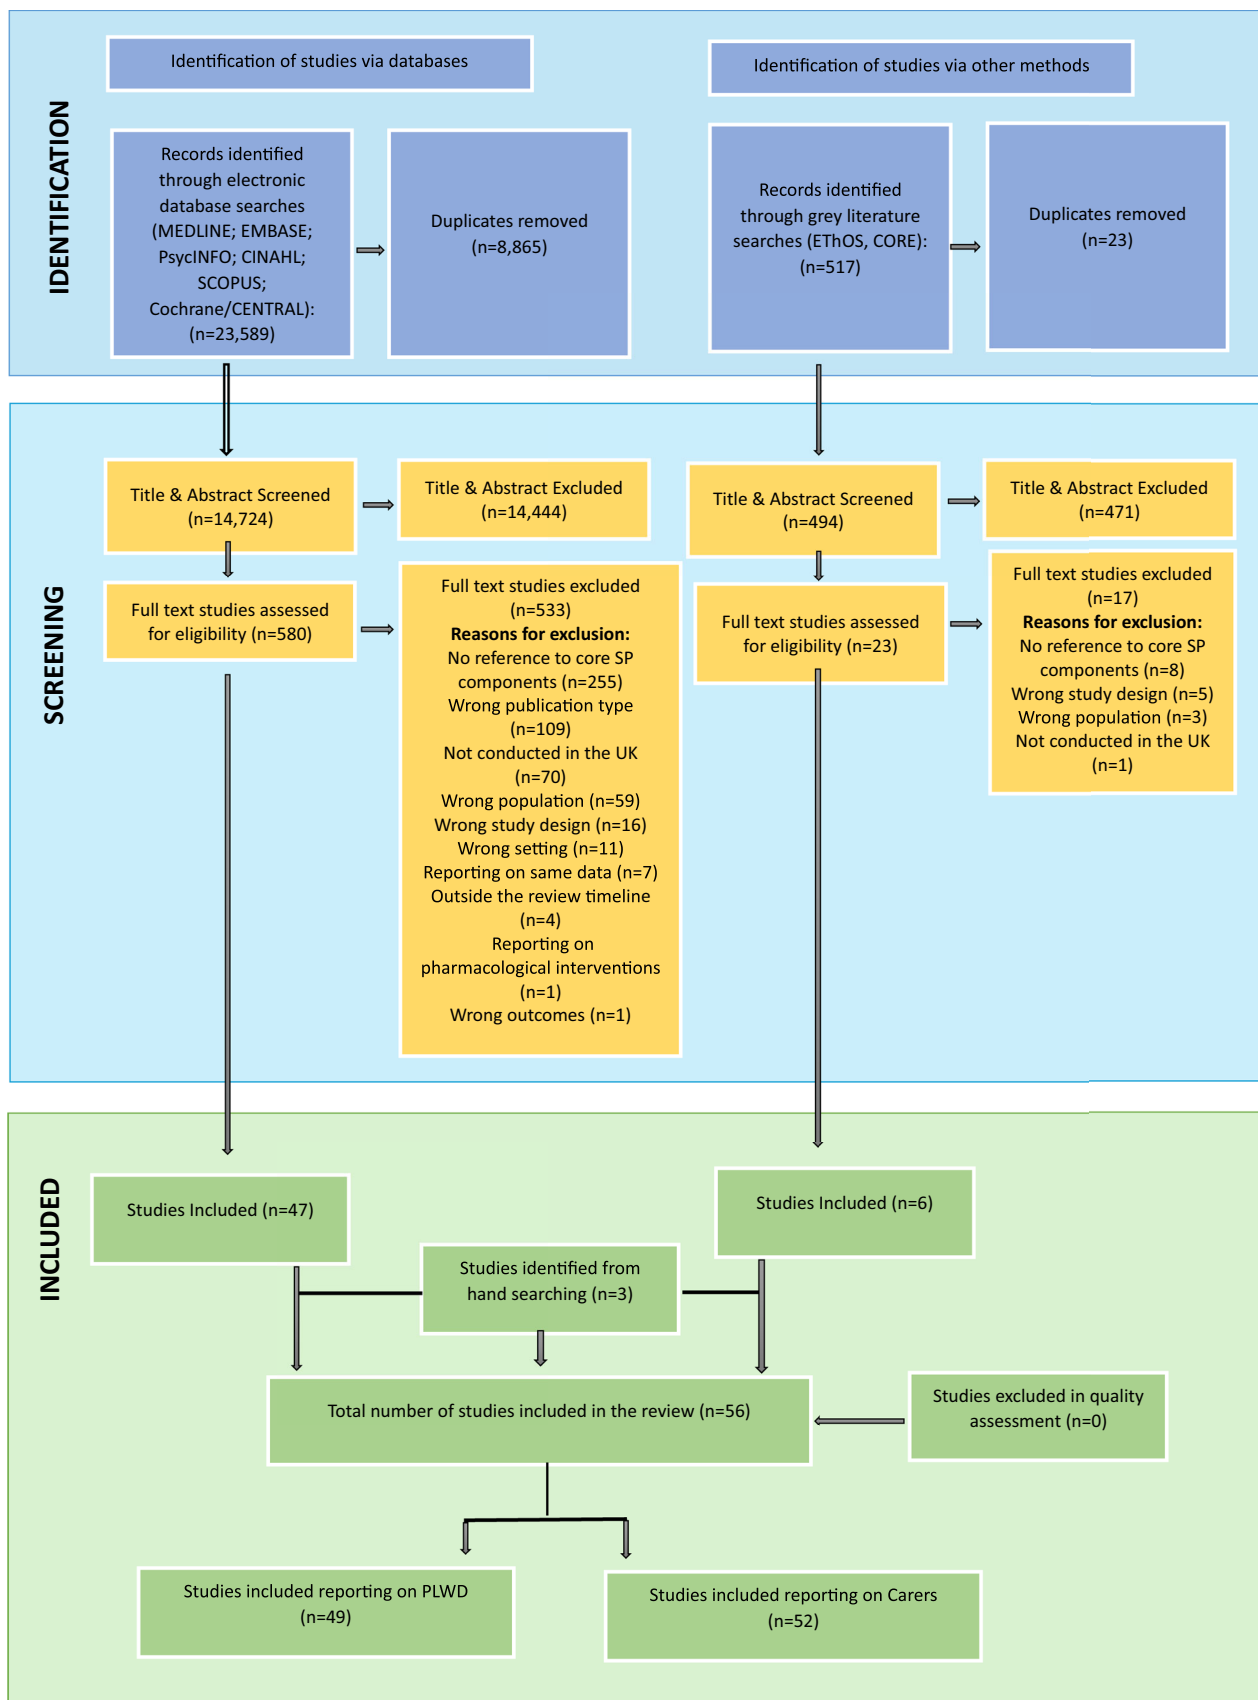 IDENTIFICATION
Identification of studies via databases
Identification of studies via other methods
Records identified
through electronic
database searches
(MEDLINE; EMBASE;
PsycINFO; CINAHL;
SCOPUS;
Cochrane/CENTRAL):
(n=23,589)
Duplicates removed
(n=8,865)
Records identified
through grey literature
searches (EThOS, CORE):
(n=517)
Duplicates removed
(n=23)
SCREENING
Title & Abstract Screened
(n=14,724)
Title & Abstract Excluded
(n=14,444)
Title & Abstract Screened
(n=494)
Title & Abstract Excluded
(n=471)
Full text studies assessed
for eligibility (n=580)
Full text studies excluded
(n=533)
Reasons for exclusion:
No reference to core SP
components (n=255)
Wrong publication type
(n=109)
Not conducted in the UK
(n=70)
Wrong population (n=59)
Wrong study design (n=16)
Wrong setting (n=11)
Reporting on same data (n=7)
Outside the review timeline
(n=4)
Reporting on
pharmacological interventions
(n=1)
Wrong outcomes (n=1)
Full text studies assessed
for eligibility (n=23)
Full text studies excluded
(n=17)
Reasons for exclusion:
No reference to core SP
components (n=8)
Wrong study design (n=5)
Wrong population (n=3)
Not conducted in the UK
(n=1)
INCLUDED
Studies Included (n=47)
Studies Included (n=6)
Studies identified from
hand searching (n=3)
Total number of studies included in the review (n=56)
Studies excluded in quality
assessment (n=0)
Studies included reporting on PLWD
(n=49)
Studies included reporting on Carers
(n=52)